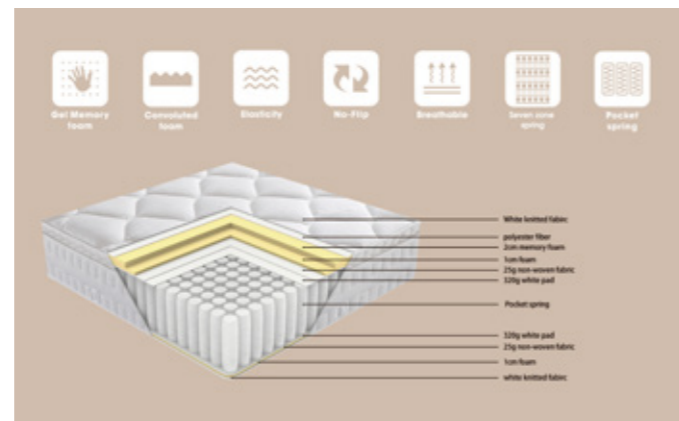 Gel Memory
foam
Convoluted
foam
Elasticity
No-Flip
Breathable
Seven zone
spring
Pocket
spring
White knitted fabirc
polyester fiber
2cm memory foam
1cm foam
25g non-woven fabric
320g white pad
Pocket spring
320g white pad
25g non-woven fabric
1cm foam
white knitted fabirc